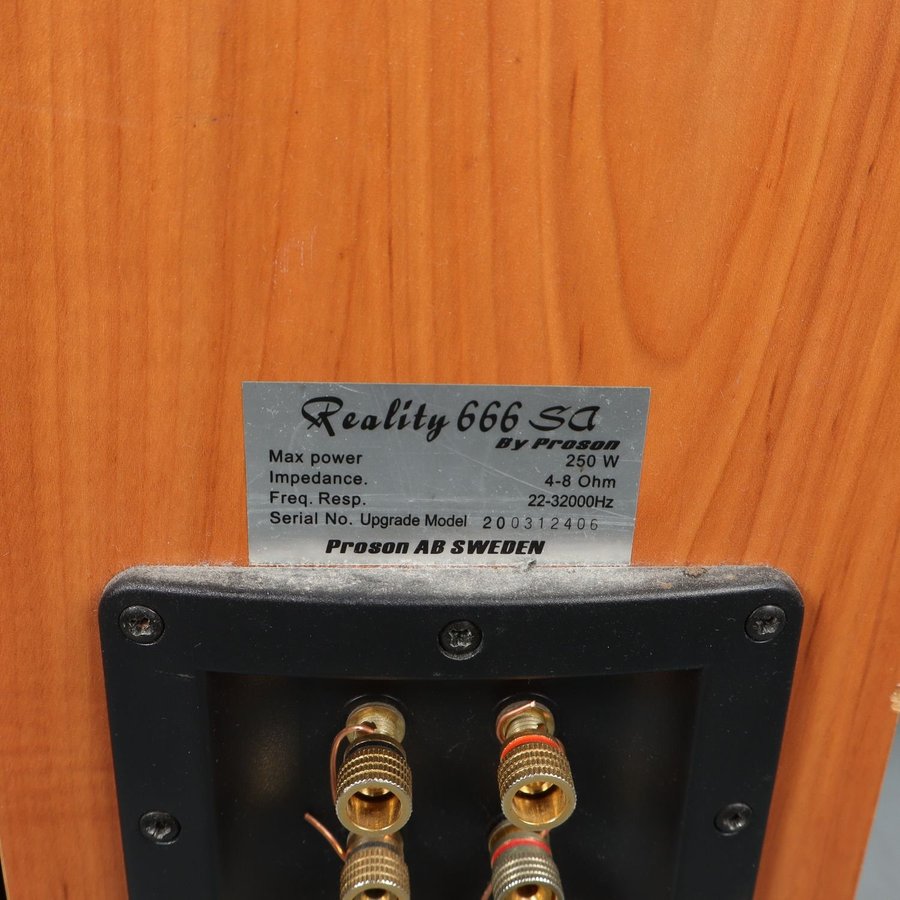 Reality 666 SA
By Proson
Max power 250 W
Impedance. 4-8 Ohm
Freq. Resp. 22-32000Hz
Serial No. Upgrade Model 200312406
Proson AB SWEDEN